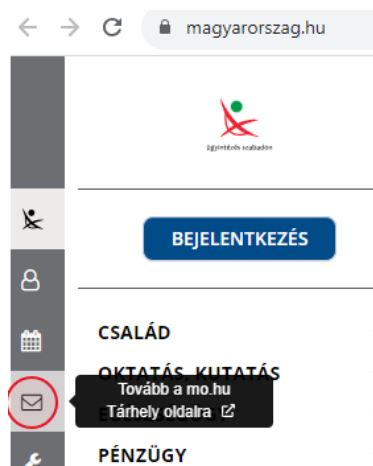 magyarorszag.hu
ügyintézés szabadon
BEJELENTKEZÉS
CSALÁD
OKTATÁS, KUTATÁS
Tovább a mo.hu
Tárhely oldalra
PÉNZÜGY